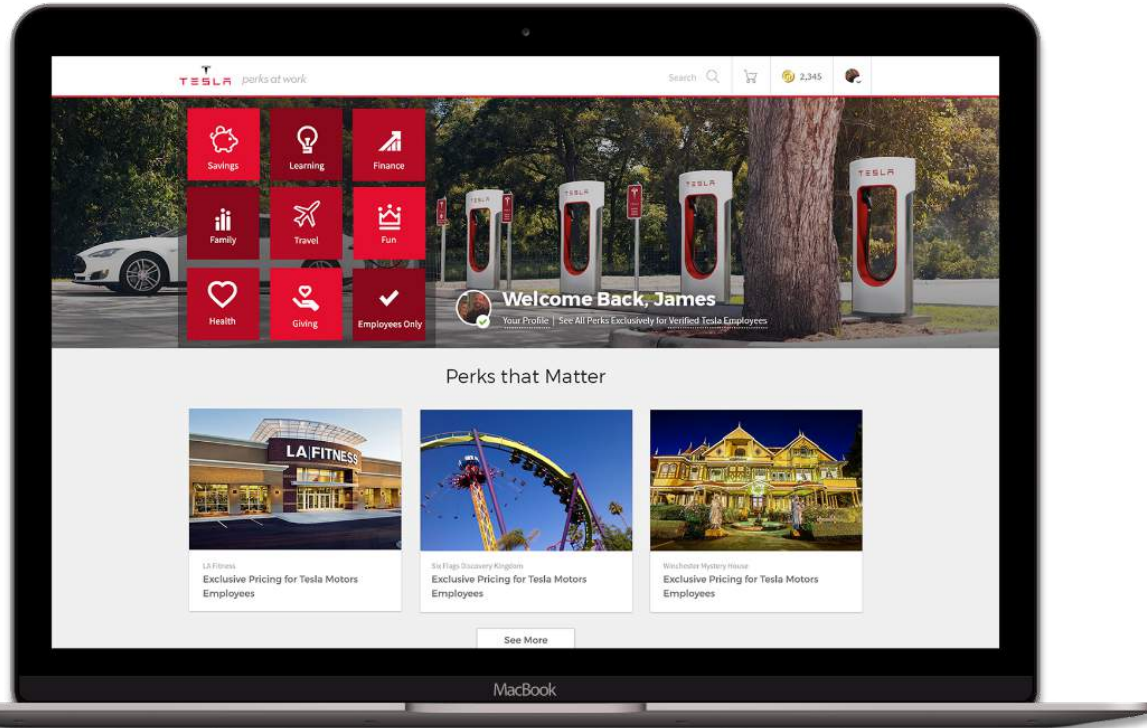 TESLA perks at work
Search
2,345
Savings
Learning
Finance
Family
Travel
Fun
Health
Giving
Employees Only
Welcome Back, James
Your Profile | See All Perks Exclusively for Verified Tesla Employees
TESLA
TESLA
TESLA
TESLA
Perks that Matter
LA|FITNESS
LA Fitness
Exclusive Pricing for Tesla Motors
Employees
Six Flags Discovery Kingdom
Exclusive Pricing for Tesla Motors
Employees
Winchester Mystery House
Exclusive Pricing for Tesla Motors
Employees
See More
MacBook